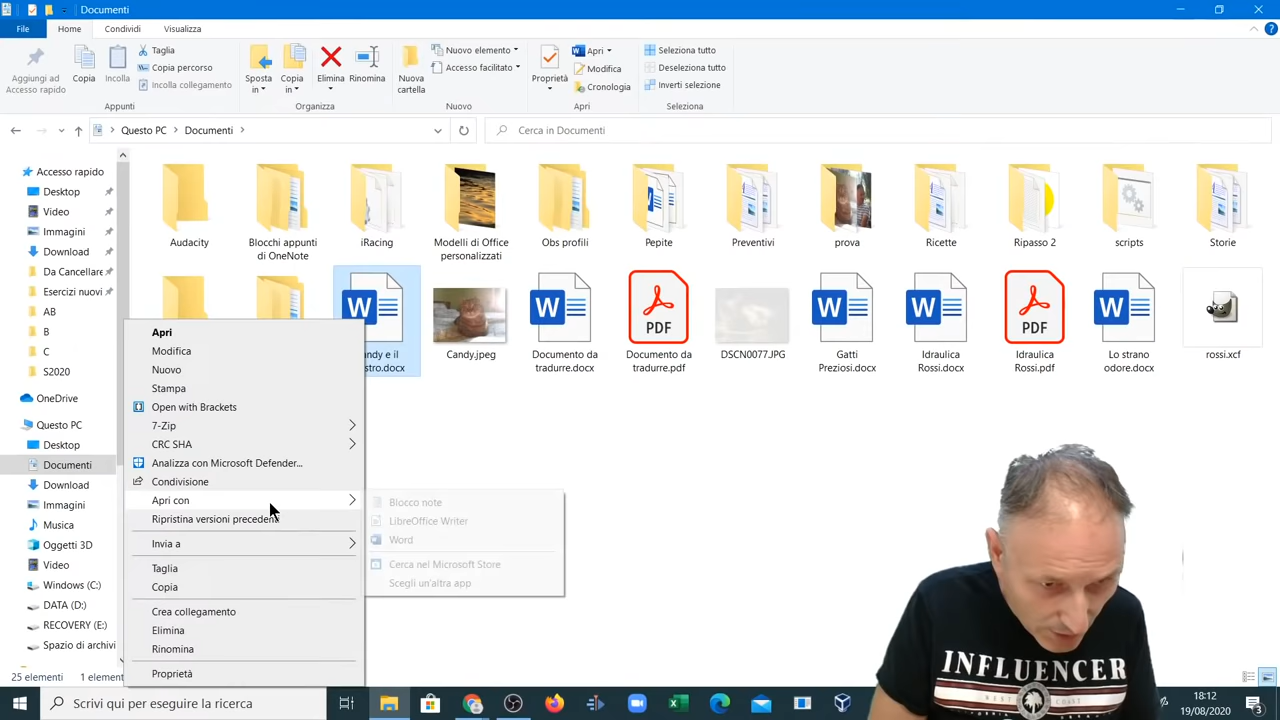 Documenti
File
Home
Condividi
Visualizza
Aggiungi ad
Accesso rapido
Copia
Incolla
Taglia
Copia percorso
Incolla collegamento
Appunti
Sposta
in
Copia
in
Elimina
Rinomina
Organizza
Nuova
cartella
Nuovo elemento
Accesso facilitato
Nuovo
Proprietà
Apri
Modifica
Cronologia
Apri
Seleziona tutto
Deseleziona tutto
Inverti selezione
Seleziona
Questo PC
Documenti
Cerca in Documenti
Accesso rapido
Desktop
Video
Immagini
Download
Da Cancellare
Esercizi nuovi
AB
B
C
S2020
OneDrive
Questo PC
Desktop
Documenti
Download
Immagini
Musica
Oggetti 3D
Video
Windows (C:)
DATA (D:)
RECOVERY (E:)
Spazio di archivi
Audacity
Blocchi appunti
di OneNote
iRacing
Modelli di Office
personalizzati
Obs profili
Pepite
Preventivi
prova
Ricette
Ripasso 2
scripts
Storie
W
andy e il
stro.docx
Candy.jpeg
W
Documento da
tradurre.docx
PDF
Documento da
tradurre.pdf
DSCN0077.JPG
W
Gatti
Preziosi.docx
W
Idraulica
Rossi.docx
PDF
Idraulica
Rossi.pdf
W
Lo strano
odore.docx
rossi.xcf
Apri
Modifica
Nuovo
Stampa
Open with Brackets
7-Zip
CRC SHA
Analizza con Microsoft Defender...
Condivisione
Apri con
Ripristina versioni precedenti
Invia a
Taglia
Copia
Crea collegamento
Elimina
Rinomina
Proprietà
Blocco note
LibreOffice Writer
Word
Cerca nel Microsoft Store
Scegli un'altra app
INFLUENCER
WEST COAST
25 elementi
1 element
Scrivi qui per eseguire la ricerca
18:12
19/08/2020
3